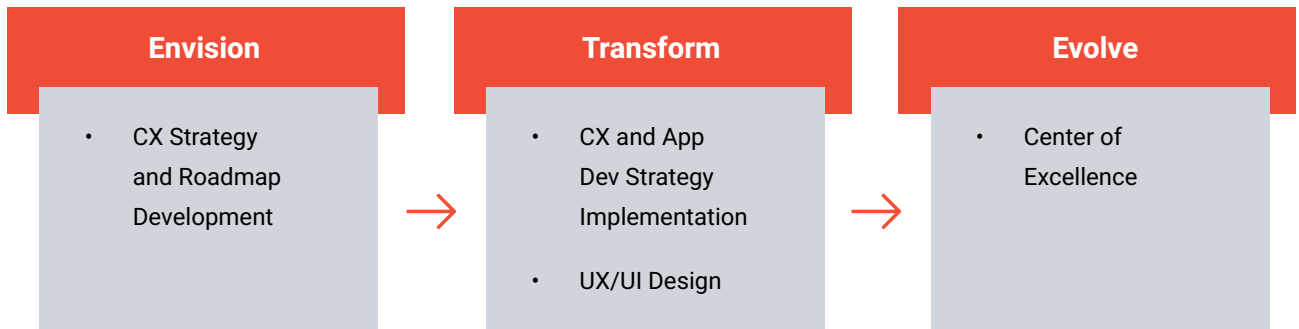 Envision
• CX Strategy
and Roadmap
Development
Transform
• CX and App
Dev Strategy
Implementation
• UX/UI Design
Evolve
• Center of
Excellence